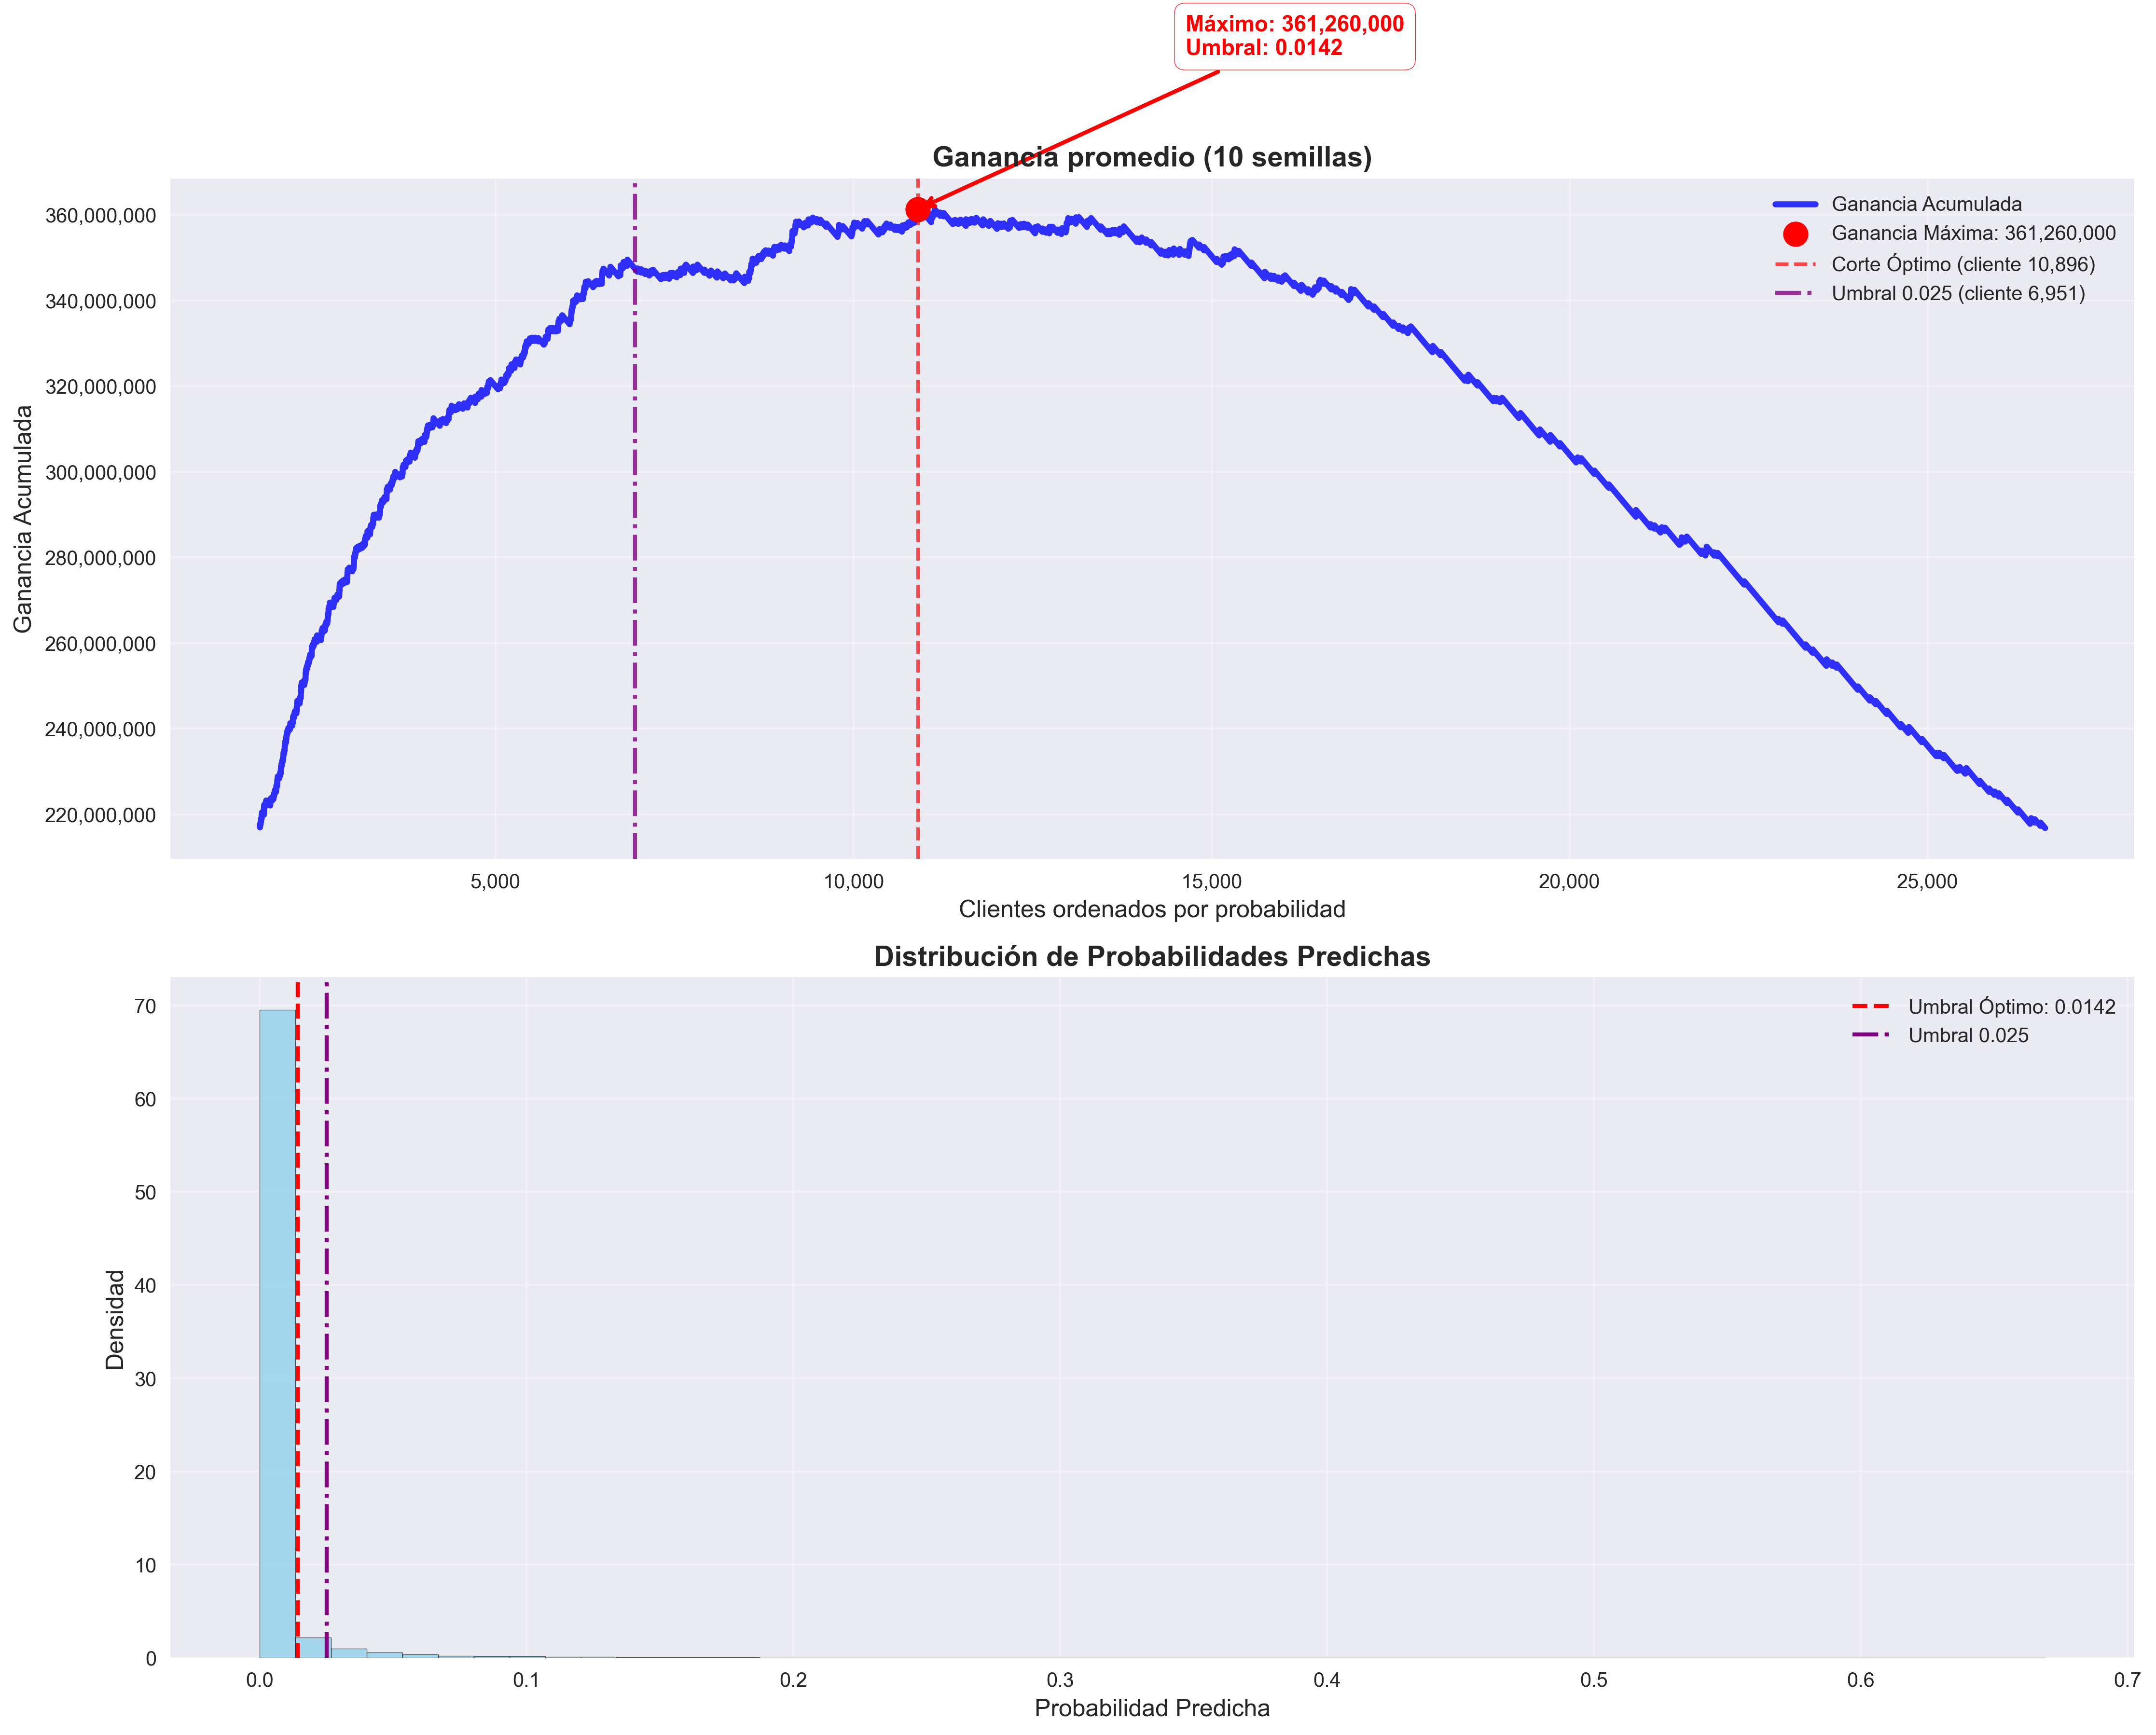 Máximo: 361,260,000
Umbral: 0.0142
Ganancia promedio (10 semillas)
Ganancia Acumulada
360,000,000
340,000,000
320,000,000
300,000,000
280,000,000
260,000,000
240,000,000
220,000,000
Ganancia Acumulada
Ganancia Máxima: 361,260,000
Corte Óptimo (cliente 10,896)
Umbral 0.025 (cliente 6,951)
5,000
10,000
15,000
20,000
25,000
Clientes ordenados por probabilidad
Distribución de Probabilidades Predichas
Densidad
70
60
50
40
30
20
10
0
Umbral Óptimo: 0.0142
Umbral 0.025
0.0
0.1
0.2
0.3
0.4
0.5
0.6
0.7
Probabilidad Predicha